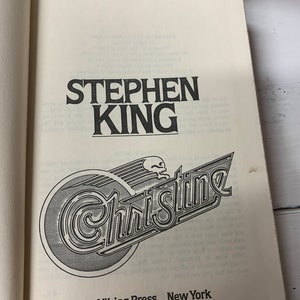 STEPHEN
KING
Christine
Viking Press New York